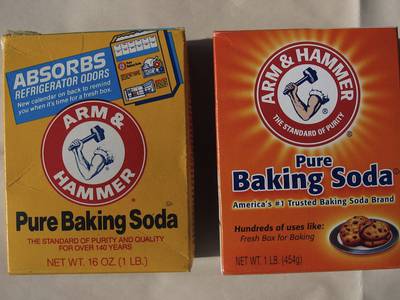 ABSORBS
REFRIGERATOR ODORS
New calendar on back to remind
you when it's time for a fresh box.
ARM &
HAMMER
®
Pure Baking Soda
THE STANDARD OF PURITY AND QUALITY
FOR OVER 140 YEARS
NET WT. 16 OZ. (1 LB.)
ARM & HAMMER
THE STANDARD OF PURITY
®
Pure
Baking Soda
America's #1 Trusted Baking Soda Brand
Hundreds of uses like:
Fresh Box for Baking
NET WT. 1 LB. (454g)